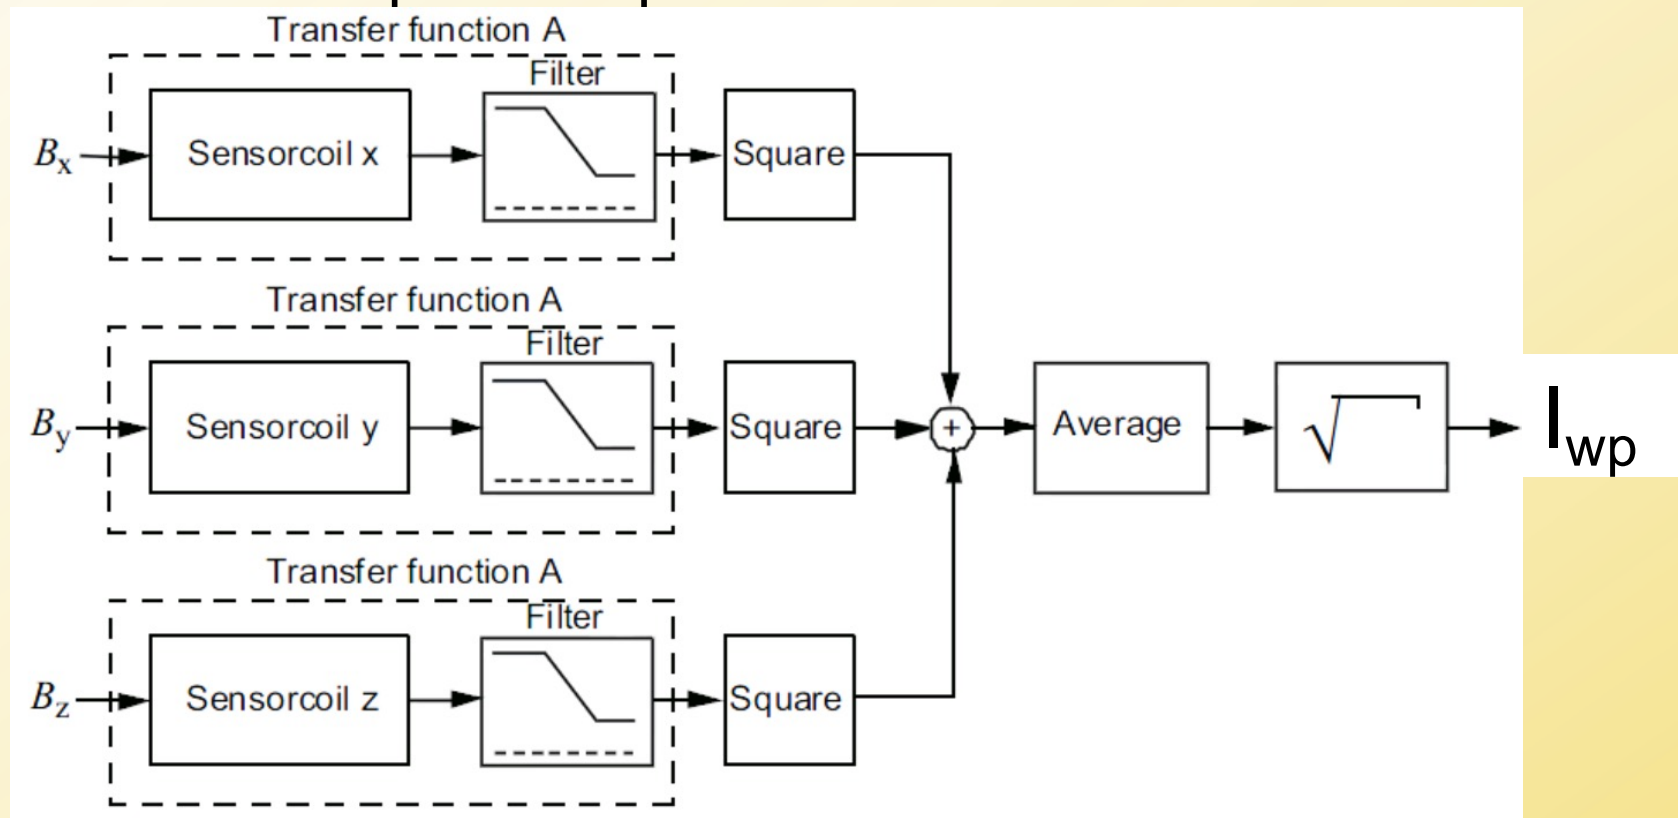 Transfer function A
Filter
Bx
Sensorcoil x
Square
Transfer function A
Filter
By
Sensorcoil y
Square
+
Average
√
Iwp
Transfer function A
Filter
Bz
Sensorcoil z
Square